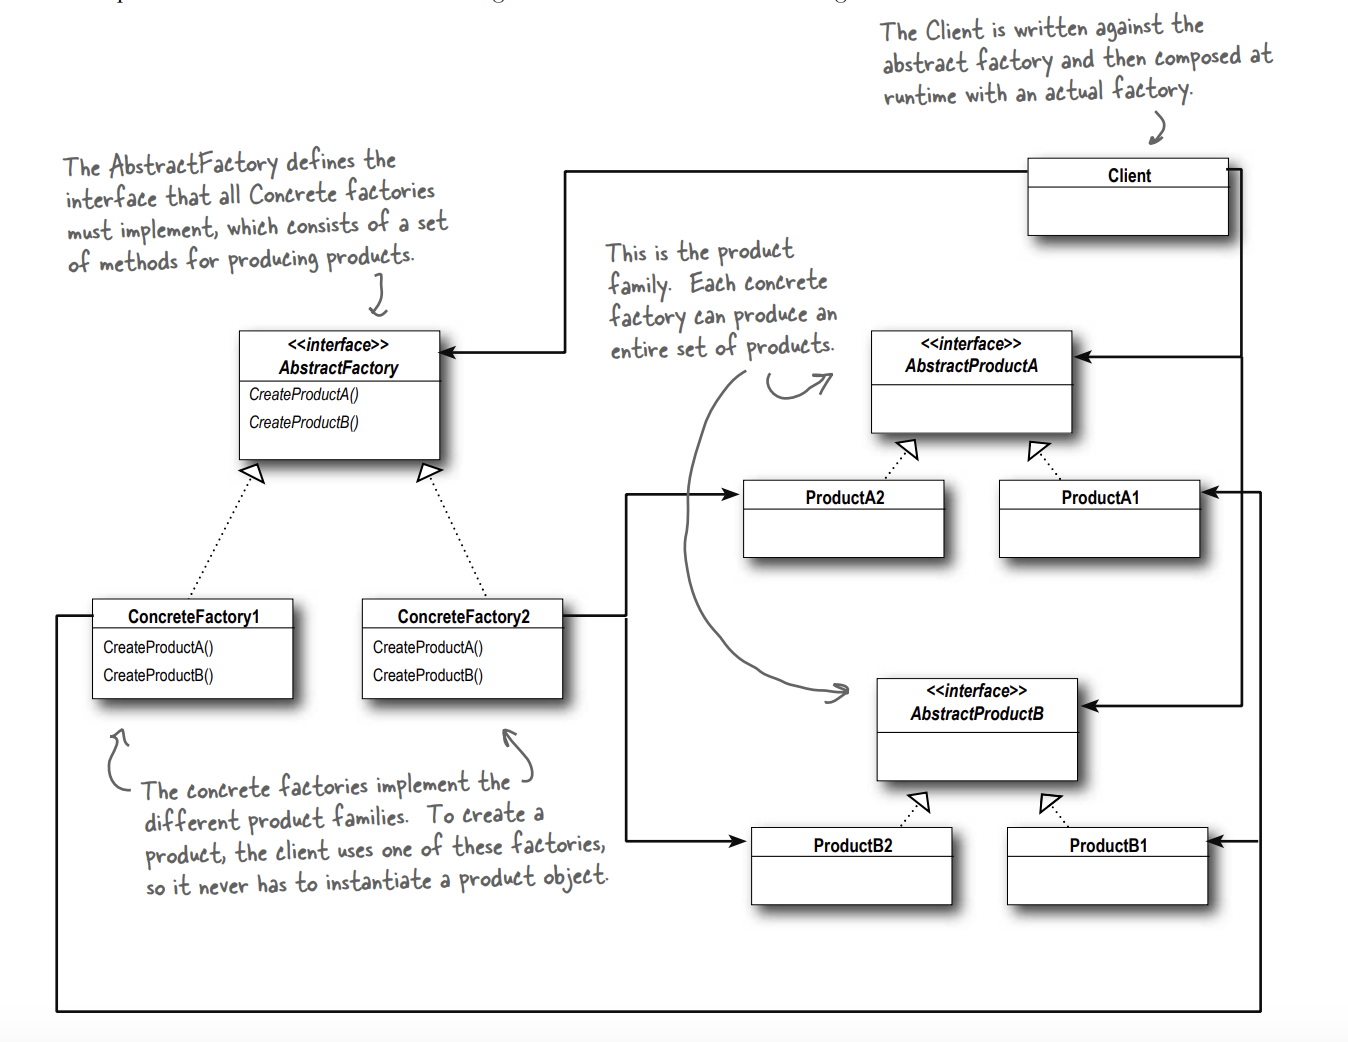 The Client is written against the
abstract factory and then composed at
runtime with an actual factory.
The AbstractFactory defines the
interface that all Concrete factories
must implement, which consists of a set
of methods for producing products.
Client
This is the product
family. Each concrete
factory can produce an
entire set of products.
<<interface>>
AbstractFactory
CreateProductA()
CreateProductB()
<<interface>>
AbstractProductA
ProductA2
ProductA1
ConcreteFactory1
CreateProductA()
CreateProductB()
ConcreteFactory2
CreateProductA()
CreateProductB()
<<interface>>
AbstractProductB
The concrete factories implement the
different product families. To create a
product, the client uses one of these factories,
so it never has to instantiate a product object.
ProductB2
ProductB1